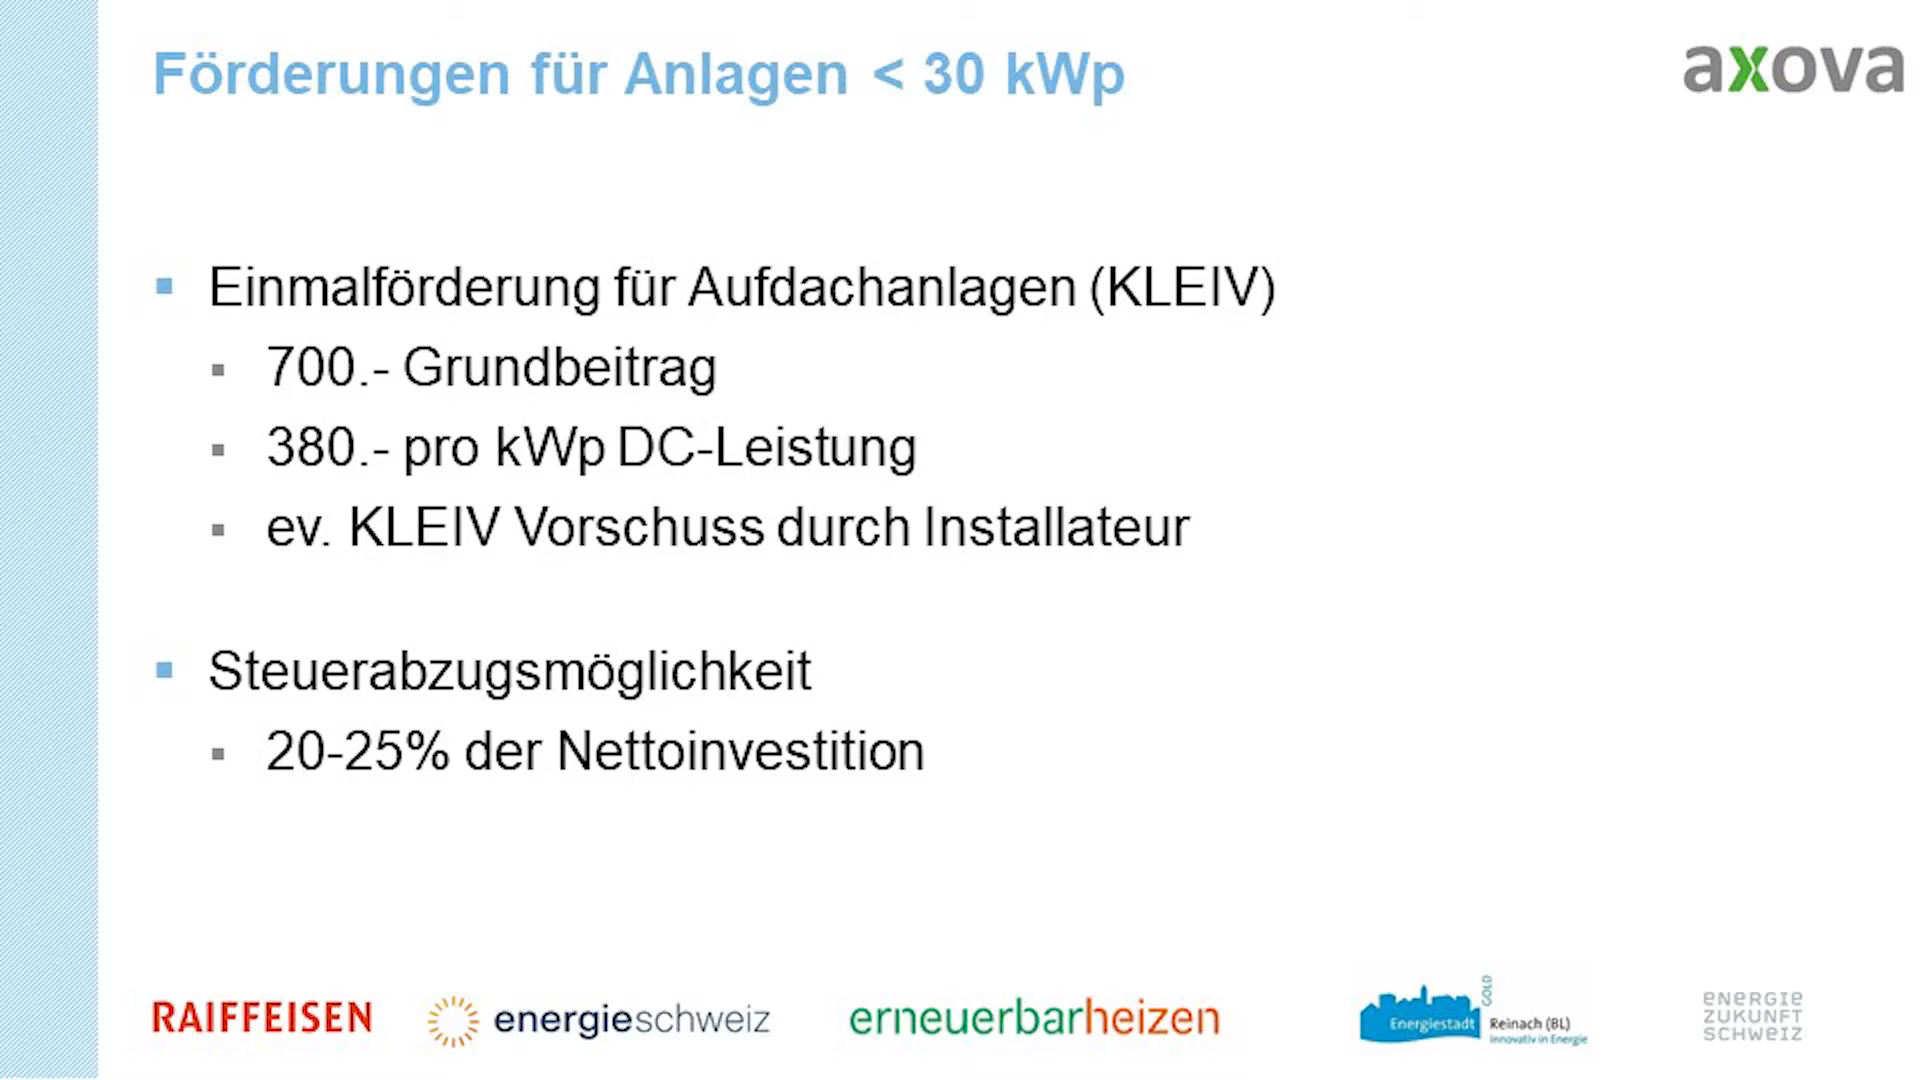 Förderungen für Anlagen < 30 kWp
axova
Einmalförderung für Aufdachanlagen (KLEIV)
700.- Grundbeitrag
380.- pro kWp DC-Leistung
ev. KLEIV Vorschuss durch Installateur
Steuerabzugsmöglichkeit
20-25% der Nettoinvestition
RAIFFEISEN
energieschweiz
erneuerbarheizen
Energiestadt
GOLD
Reinach (BL)
Innovativ in Energie
ENERGIE
ZUKUNFT
SCHWEIZ